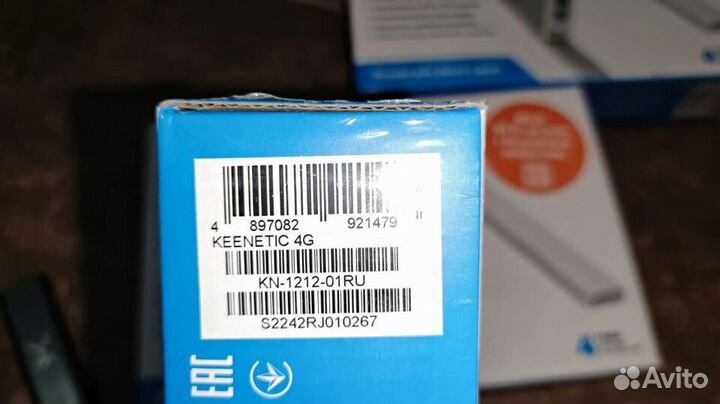 4 897082 921479
KEENETIC 4G
KN-1212-01RU
S2242RJ010267
EAC
Avito